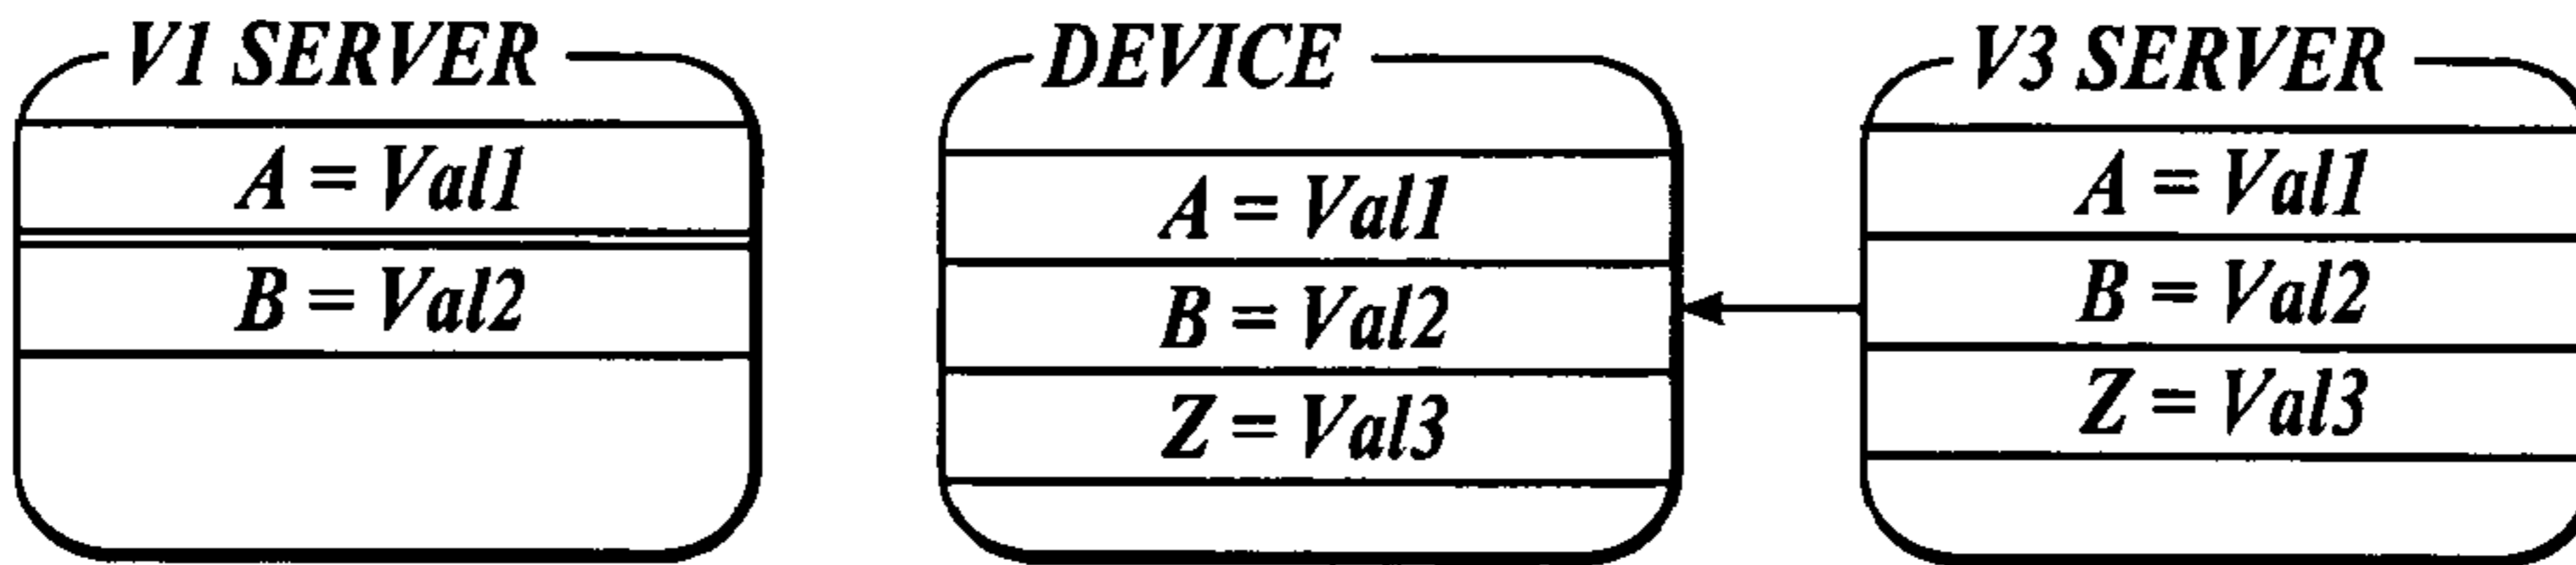 V1 SERVER
A = Val1
B = Val2
DEVICE
A = Val1
B = Val2
Z = Val3
V3 SERVER
A = Val1
B = Val2
Z = Val3